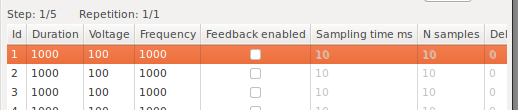 Step: 1/5 Repetition: 1/1
Id Duration Voltage Frequency Feedback enabled Sampling time ms N samples Del
1 1000 100 1000 10 10 0
2 1000 100 1000 10 10 0
3 1000 100 1000 10 10 0